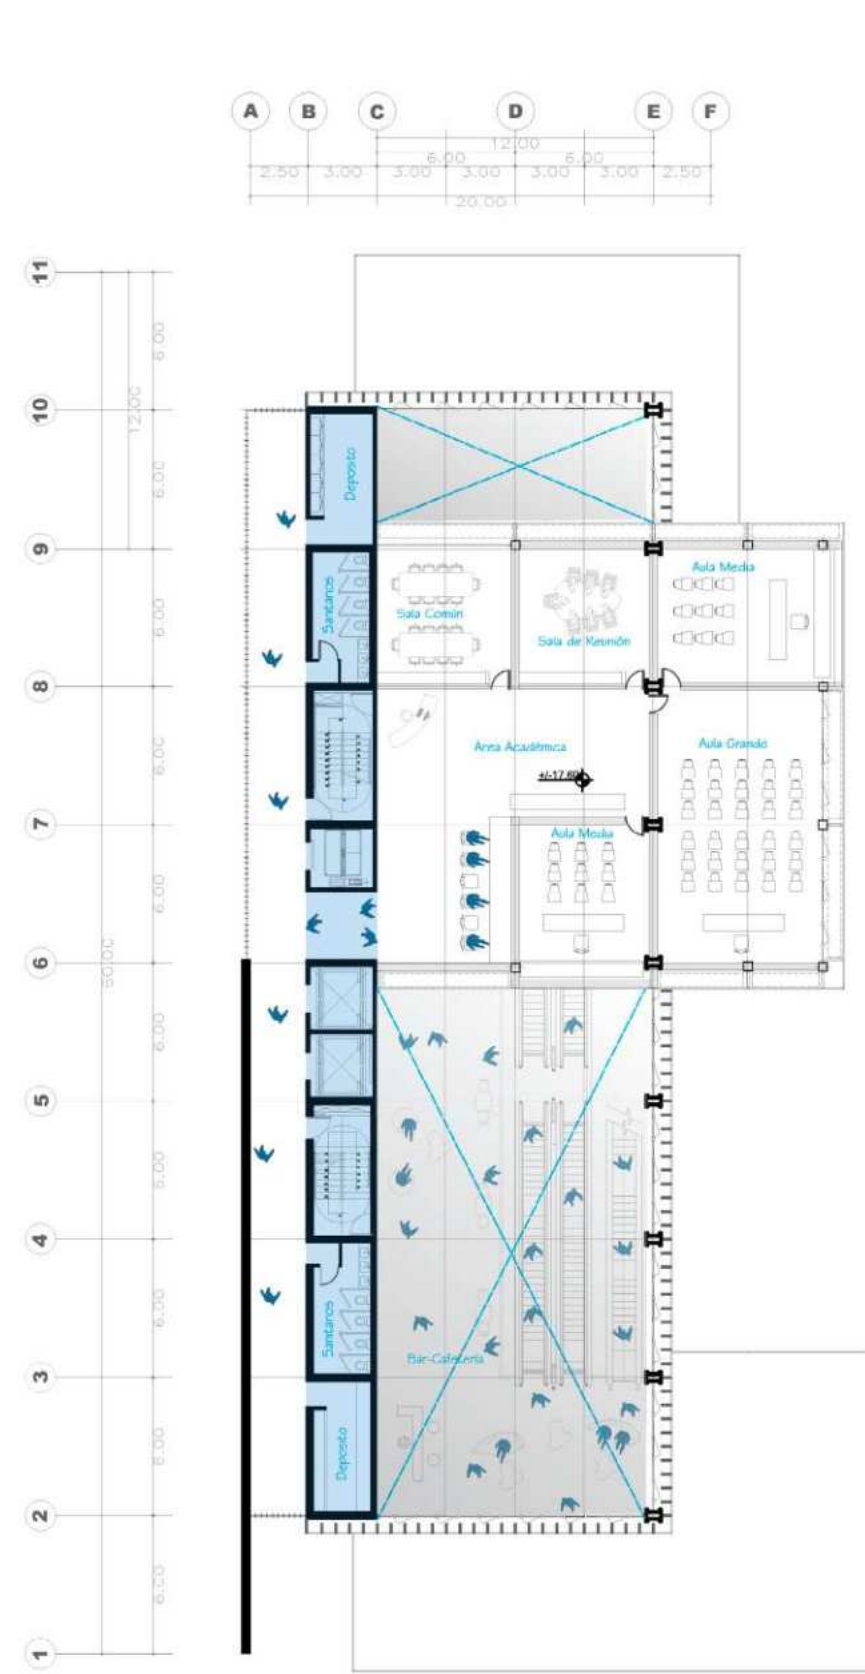 A B C D E F
12.00
6.00 6.00
2.50 3.00 3.00 3.00 3.00 3.00 2.50
20.00
11
6.00
10
12.00
Deposito
6.00
9
Aula Media
Sanitarios
Sala Común
6.00
Sala de Reunión
8
Area Académica
Aula Grande
6.00
+/-17.60
7
Aula Media
6.00
6
6.00
5
6.00
4
6.00
Sanitarios
Bar-Cafetería
3
6.00
Deposito
2
6.00
1